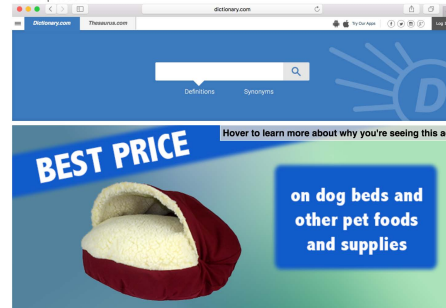 dictionary.com
Dictionary.com
Thesaurus.com
Try Our Apps
Log
Definitions
Synonyms
D
Hover to learn more about why you're seeing this a
BEST PRICE
on dog beds and
other pet foods
and supplies